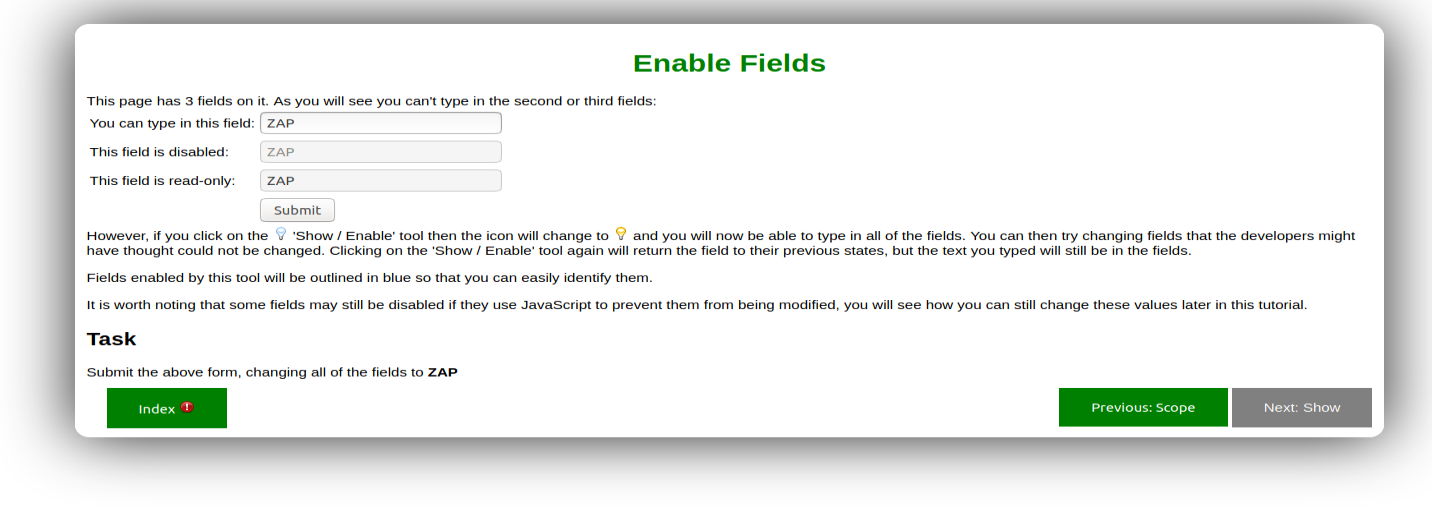 Enable Fields
This page has 3 fields on it. As you will see you can't type in the second or third fields:
You can type in this field: ZAP
This field is disabled: ZAP
This field is read-only: ZAP
Submit
However, if you click on the 'Show / Enable' tool then the icon will change to and you will now be able to type in all of the fields. You can then try changing fields that the developers might
have thought could not be changed. Clicking on the 'Show / Enable' tool again will return the field to their previous states, but the text you typed will still be in the fields.
Fields enabled by this tool will be outlined in blue so that you can easily identify them.
It is worth noting that some fields may still be disabled if they use JavaScript to prevent them from being modified, you will see how you can still change these values later in this tutorial.
Task
Submit the above form, changing all of the fields to ZAP
Index Previous: Scope Next: Show